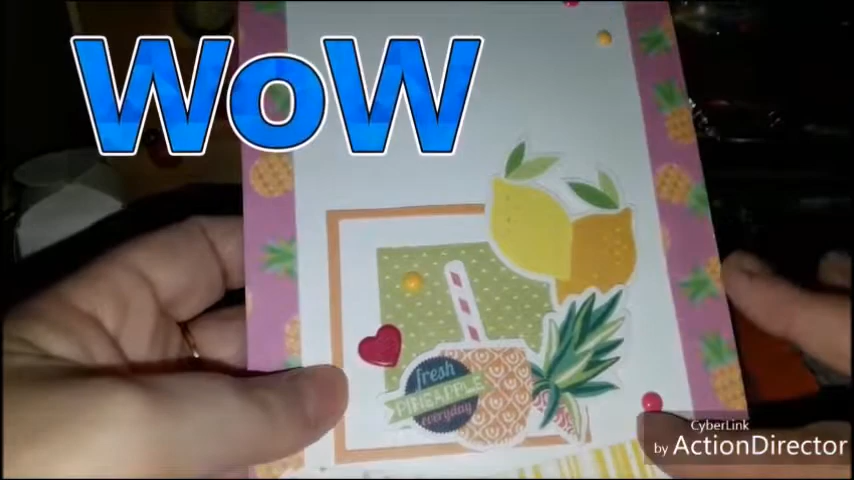 WoW
fresh
PINEAPPLE
everyday
CyberLink
by ActionDirector